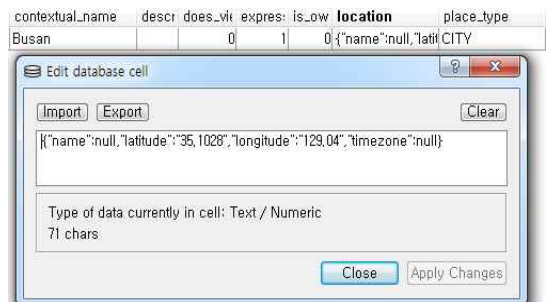 contextual_name descr does_vie expres: is_ow location place_type
Busan 0 1 0 {"name":null,"latit CITY
Edit database cell
Import Export Clear
{"name":null,"latitude":"35,1028","longitude":"129,04","timezone":null}
Type of data currently in cell: Text / Numeric
71 chars
Close Apply Changes